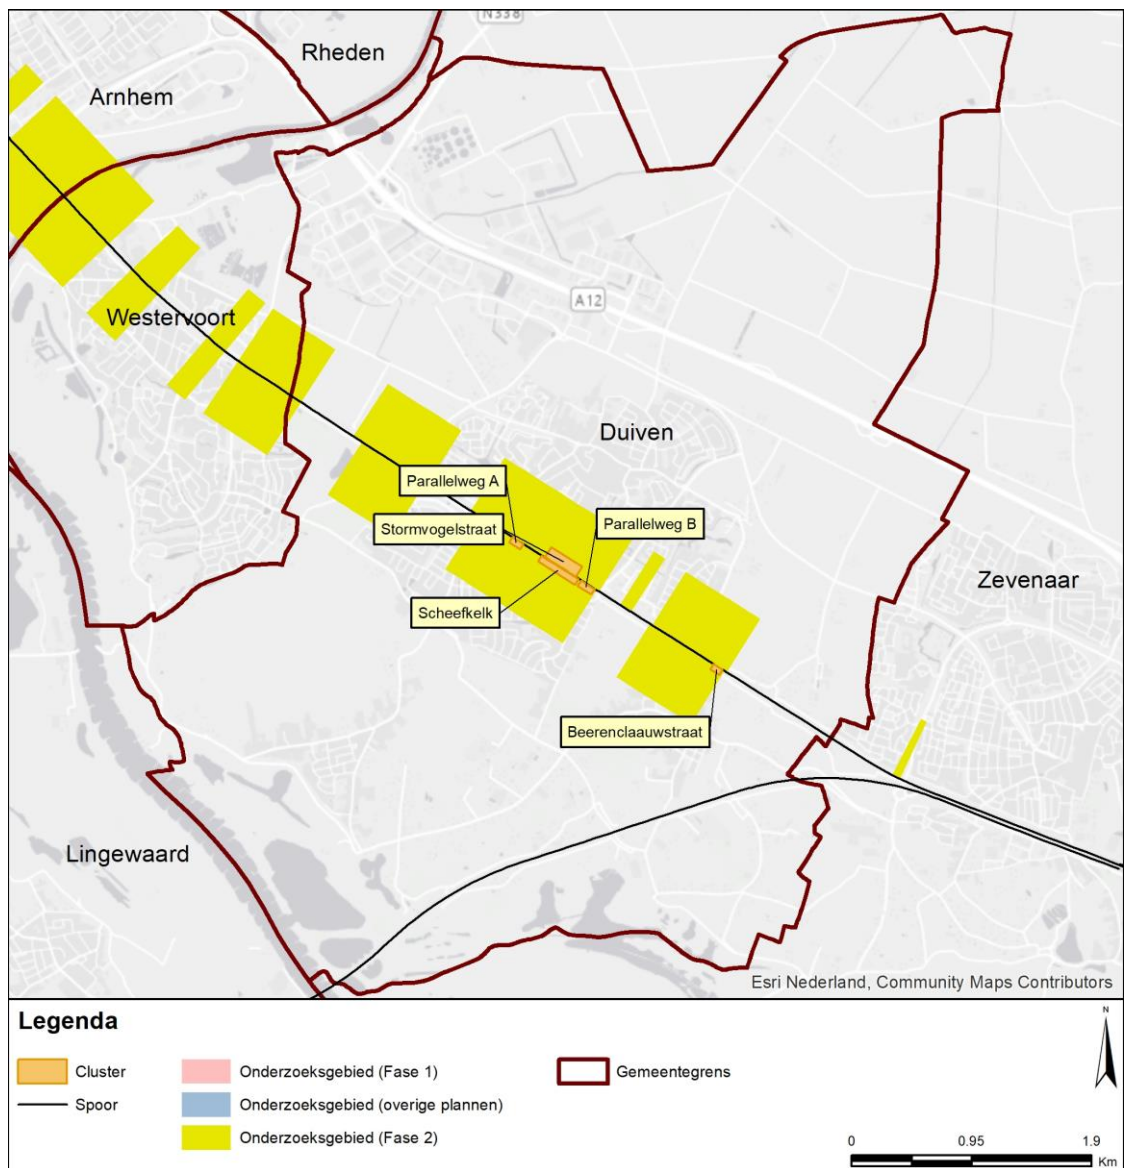 N338
Rheden
Arnhem
A12
Westervoort
Duiven
Parallelweg A
Stormvogelstraat
Parallelweg B
Zevenaar
Scheefkelk
Beerenclaauwstraat
Lingewaard
Esri Nederland, Community Maps Contributors
Legenda
N
Cluster
Onderzoeksgebied (Fase 1)
Gemeentegrens
Spoor
Onderzoeksgebied (overige plannen)
Onderzoeksgebied (Fase 2)
0 0.95 1.9
Km